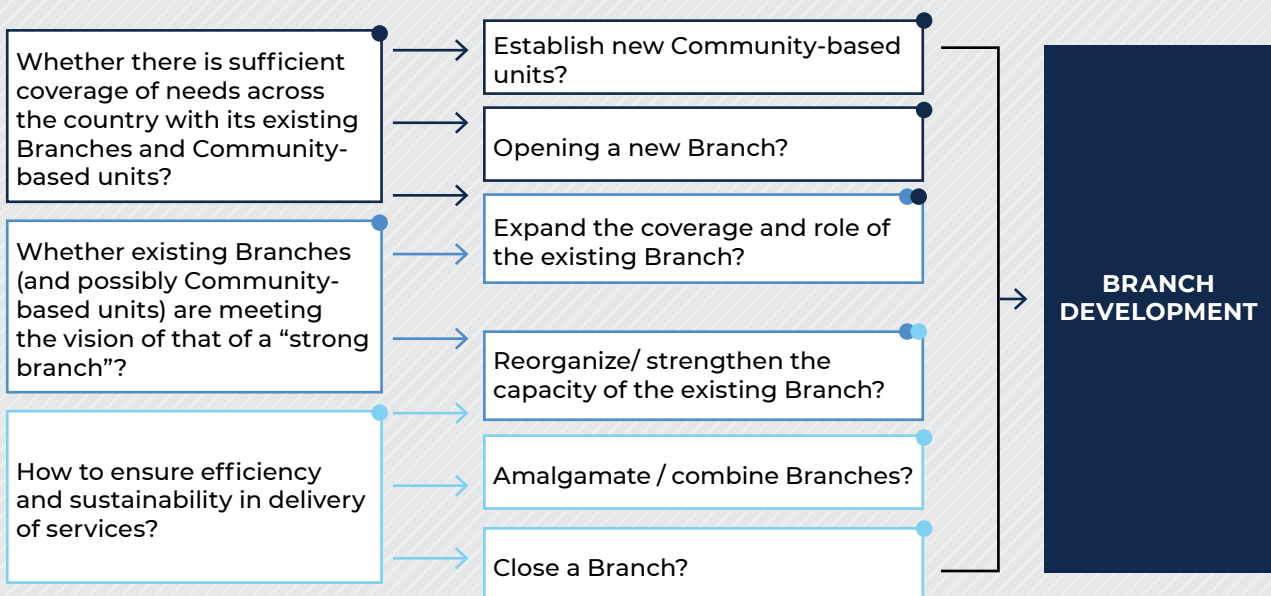 Whether there is sufficient
coverage of needs across
the country with its existing
Branches and Community-
based units?
Whether existing Branches
(and possibly Community-
based units) are meeting
the vision of that of a “strong
branch”?
How to ensure efficiency
and sustainability in delivery
of services?
Establish new Community-based
units?
Opening a new Branch?
Expand the coverage and role of
the existing Branch?
Reorganize/ strengthen the
capacity of the existing Branch?
Amalgamate / combine Branches?
Close a Branch?
BRANCH
DEVELOPMENT